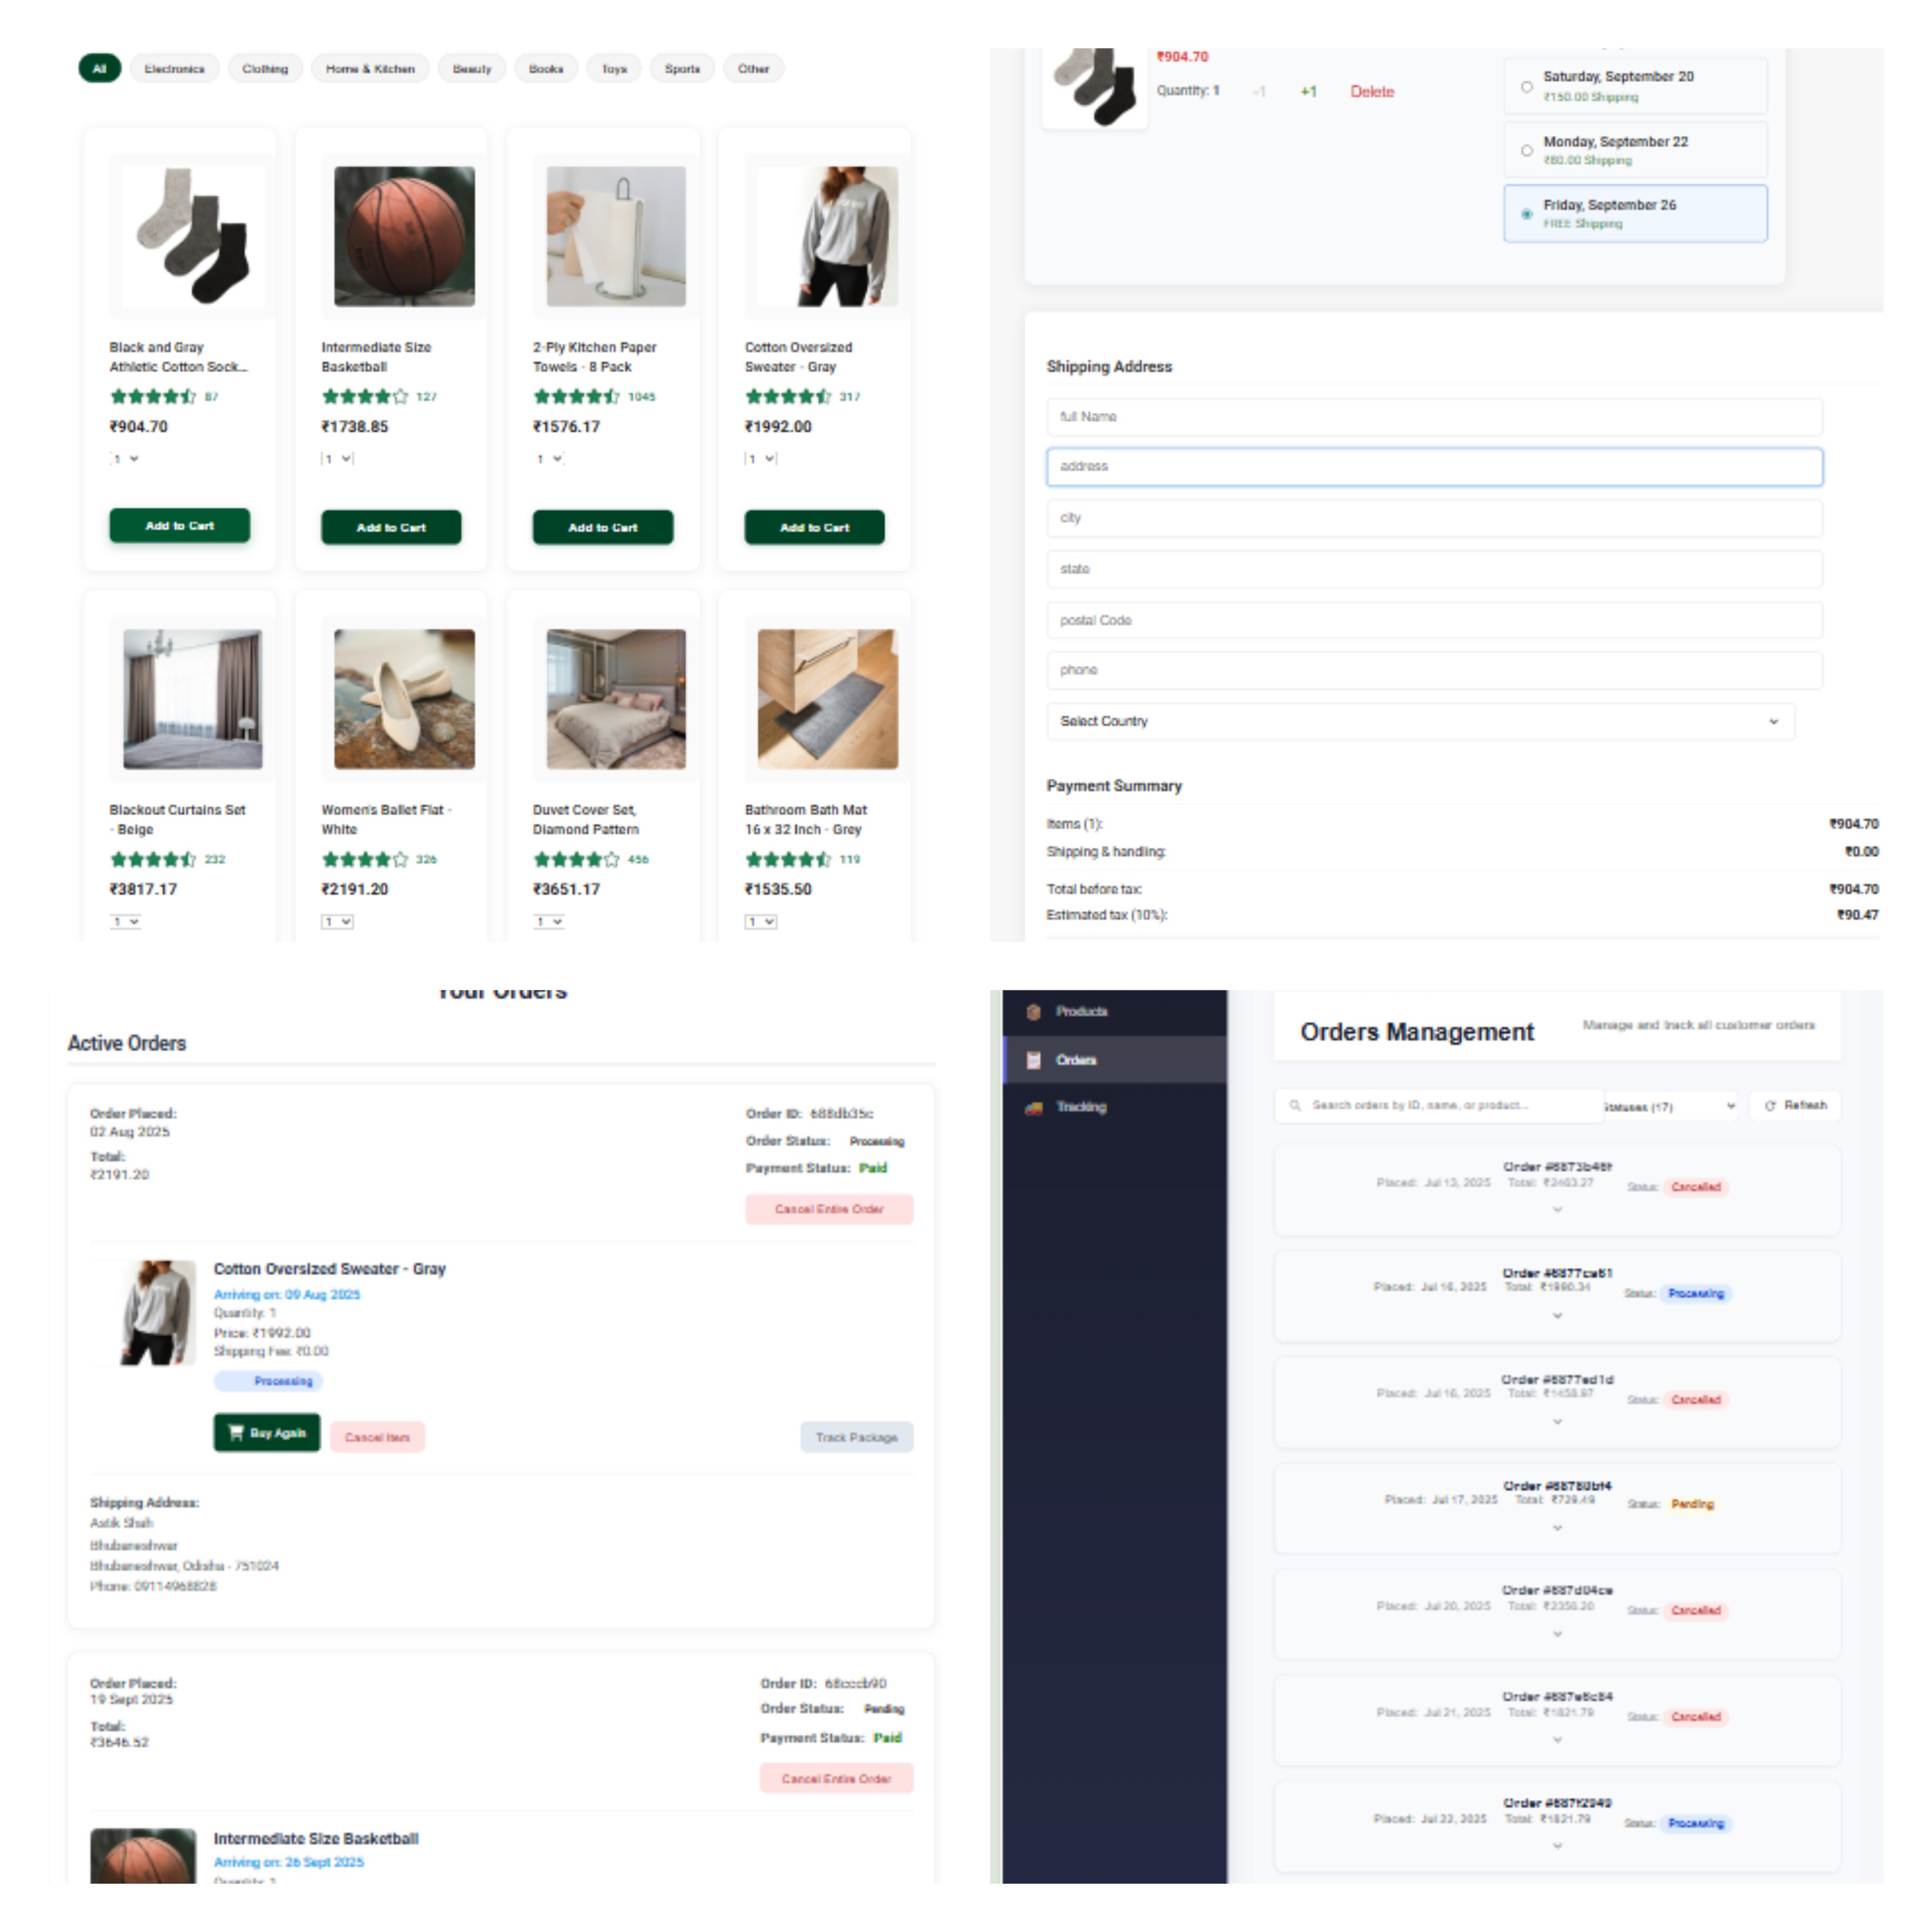 All Electronics Clothing Home & Kitchen Beauty Books Toys Sports Other
Black and Gray
Athletic Cotton Sock...
87
₹904.70
1
Add to Cart
Intermediate Size
Basketball
127
₹1738.85
1
Add to Cart
2-Ply Kitchen Paper
Towels - 8 Pack
1045
₹1576.17
1
Add to Cart
Cotton Oversized
Sweater - Gray
317
₹1992.00
1
Add to Cart
Blackout Curtains Set
- Beige
232
₹3817.17
1
Women's Ballet Flat -
White
326
₹2191.20
1
Duvet Cover Set,
Diamond Pattern
456
₹3651.17
1
Bathroom Bath Mat
16 x 32 Inch - Grey
119
₹1535.50
1
₹904.70
Quantity: 1 -1 +1 Delete
Saturday, September 20
₹150.00 Shipping
Monday, September 22
₹80.00 Shipping
Friday, September 26
FREE Shipping
Shipping Address
full Name
address
city
state
postal Code
phone
Select Country
Payment Summary
Items (1): ₹904.70
Shipping & handling: ₹0.00
Total before tax: ₹904.70
Estimated tax (10%): ₹90.47
Your Orders
Active Orders
Order Placed:
02 Aug 2025
Total:
₹2191.20
Order ID: 688db35c
Order Status: Processing
Payment Status: Paid
Cancel Entire Order
Cotton Oversized Sweater - Gray
Arriving on: 09 Aug 2025
Quantity: 1
Price: ₹1992.00
Shipping Fee: ₹0.00
Processing
Buy Again Cancel Item Track Package
Shipping Address:
Astik Shah
Bhubaneshwar
Bhubaneshwar, Odisha - 751024
Phone: 09114968828
Order Placed:
19 Sept 2025
Total:
₹3646.52
Order ID: 68cccb90
Order Status: Pending
Payment Status: Paid
Cancel Entire Order
Intermediate Size Basketball
Arriving on: 26 Sept 2025
Quantity: 1
Products
Orders
Tracking
Orders Management
Manage and track all customer orders
Search orders by ID, name, or product...
Statuses (17)
Refresh
Order #6873b46f
Placed: Jul 13, 2025 Total: ₹2463.27 Status: Cancelled
Order #6877ca61
Placed: Jul 16, 2025 Total: ₹1990.34 Status: Processing
Order #6877ed1d
Placed: Jul 16, 2025 Total: ₹1458.97 Status: Cancelled
Order
Placed: Jul 17, 2025 Total: ₹729.49 Status: Pending
Order #687d04ce
Placed: Jul 20, 2025 Total: ₹2356.20 Status: Cancelled
Order #687e6c84
Placed: Jul 21, 2025 Total: ₹1821.79 Status: Cancelled
Order #687f2949
Placed: Jul 22, 2025 Total: ₹1821.79 Status: Processing